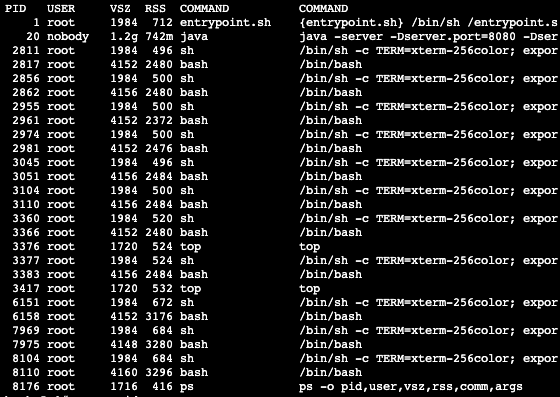 PID USER VSZ RSS COMMAND COMMAND
1 root 1984 712 entrypoint.sh {entrypoint.sh} /bin/sh /entrypoint.s
20 nobody 1.2g 742m java java -server -Dserver.port=8080 -Dser
2811 root 1984 496 sh /bin/sh -c TERM=xterm-256color; expor
2817 root 4152 2480 bash /bin/bash
2856 root 1984 500 sh /bin/sh -c TERM=xterm-256color; expor
2862 root 4156 2480 bash /bin/bash
2955 root 1984 500 sh /bin/sh -c TERM=xterm-256color; expor
2961 root 4152 2372 bash /bin/bash
2974 root 1984 500 sh /bin/sh -c TERM=xterm-256color; expor
2981 root 4152 2476 bash /bin/bash
3045 root 1984 496 sh /bin/sh -c TERM=xterm-256color; expor
3051 root 4156 2484 bash /bin/bash
3104 root 1984 500 sh /bin/sh -c TERM=xterm-256color; expor
3110 root 4156 2484 bash /bin/bash
3360 root 1984 520 sh /bin/sh -c TERM=xterm-256color; expor
3366 root 4152 2480 bash /bin/bash
3376 root 1720 524 top top
3377 root 1984 500 sh /bin/sh -c TERM=xterm-256color; expor
3383 root 4156 2484 bash /bin/bash
3417 root 1720 532 top top
6151 root 1984 672 sh /bin/sh -c TERM=xterm-256color; expor
6158 root 4152 3176 bash /bin/bash
7969 root 1984 684 sh /bin/sh -c TERM=xterm-256color; expor
7975 root 4148 3280 bash /bin/bash
8104 root 1984 684 sh /bin/sh -c TERM=xterm-256color; expor
8110 root 4160 3296 bash /bin/bash
8176 root 1716 416 ps ps -o pid,user,vsz,rss,comm,args